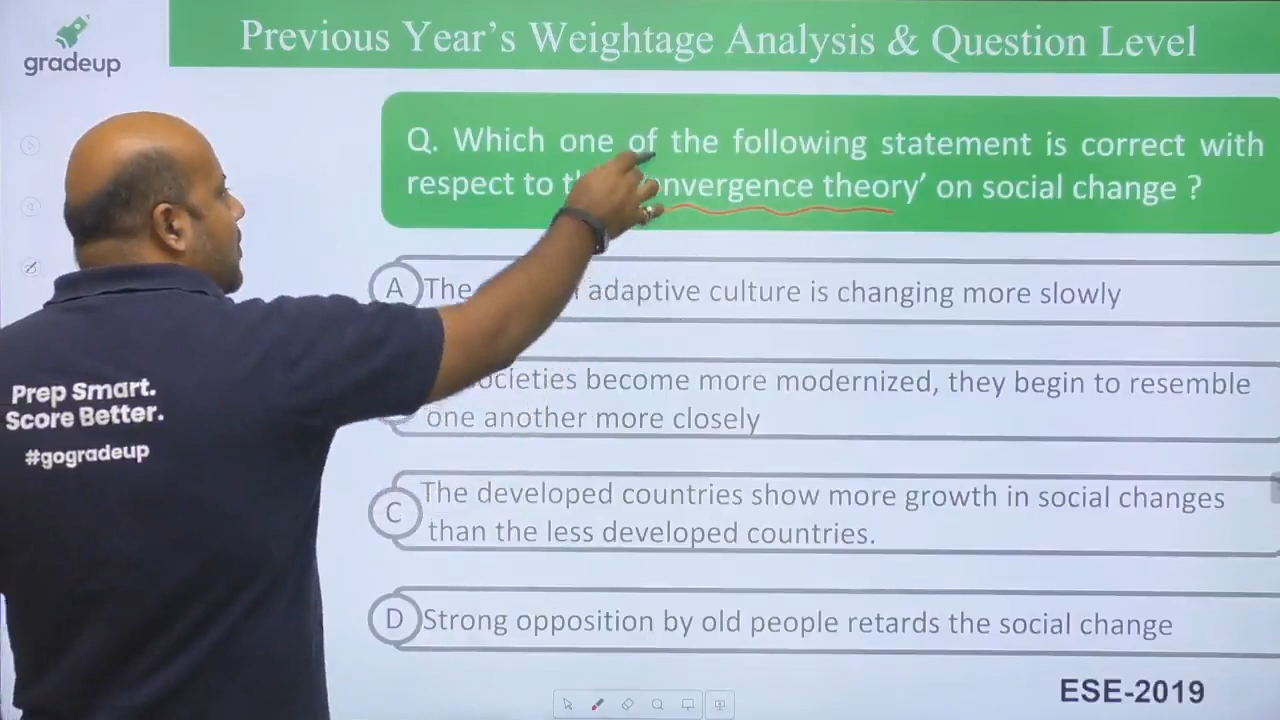 gradeup
Previous Year’s Weightage Analysis & Question Level
Q. Which one of the following statement is correct with
respect to theory’ on social change ?
A The adaptive culture is changing more slowly
become more modernized, they begin to resemble
one another more closely
C The developed countries show more growth in social changes
than the less developed countries.
D Strong opposition by old people retards the social change
ESE-2019
Prep Smart.
Score Better.
#gogradeup